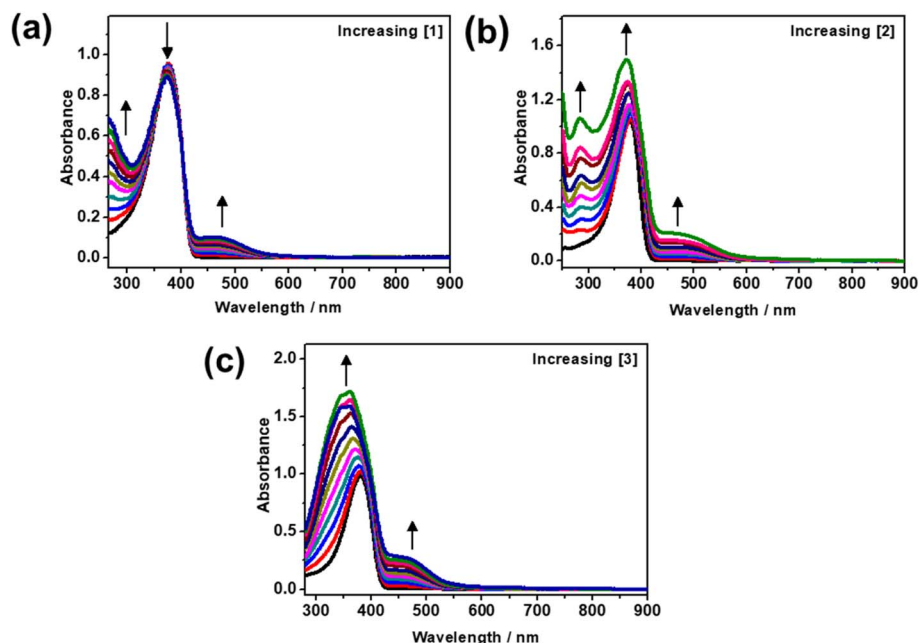 (a)
Increasing [1]
1.0
0.8
0.6
0.4
0.2
0.0
Absorbance
300 400 500 600 700 800 900
Wavelength / nm
(b)
Increasing [2]
1.6
1.2
0.8
0.4
0.0
Absorbance
300 400 500 600 700 800 900
Wavelength / nm
(c)
Increasing [3]
2.0
1.5
1.0
0.5
0.0
Absorbance
300 400 500 600 700 800 900
Wavelength / nm